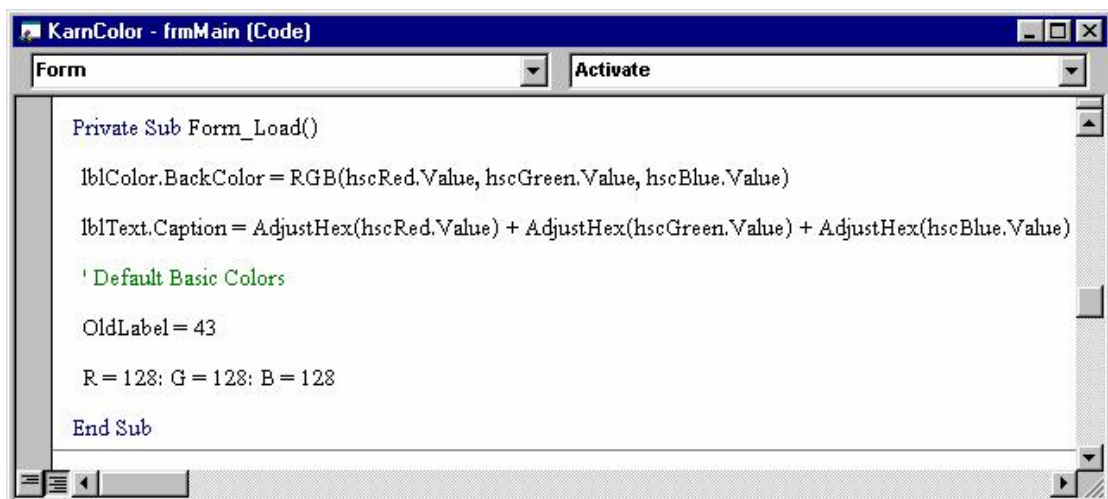 KarnColor - frmMain (Code)
Form Activate
Private Sub Form_Load()
lblColor.BackColor = RGB(hscRed.Value, hscGreen.Value, hscBlue.Value)
lblText.Caption = AdjustHex(hscRed.Value) + AdjustHex(hscGreen.Value) + AdjustHex(hscBlue.Value)
' Default Basic Colors
OldLabel = 43
R = 128: G = 128: B = 128
End Sub